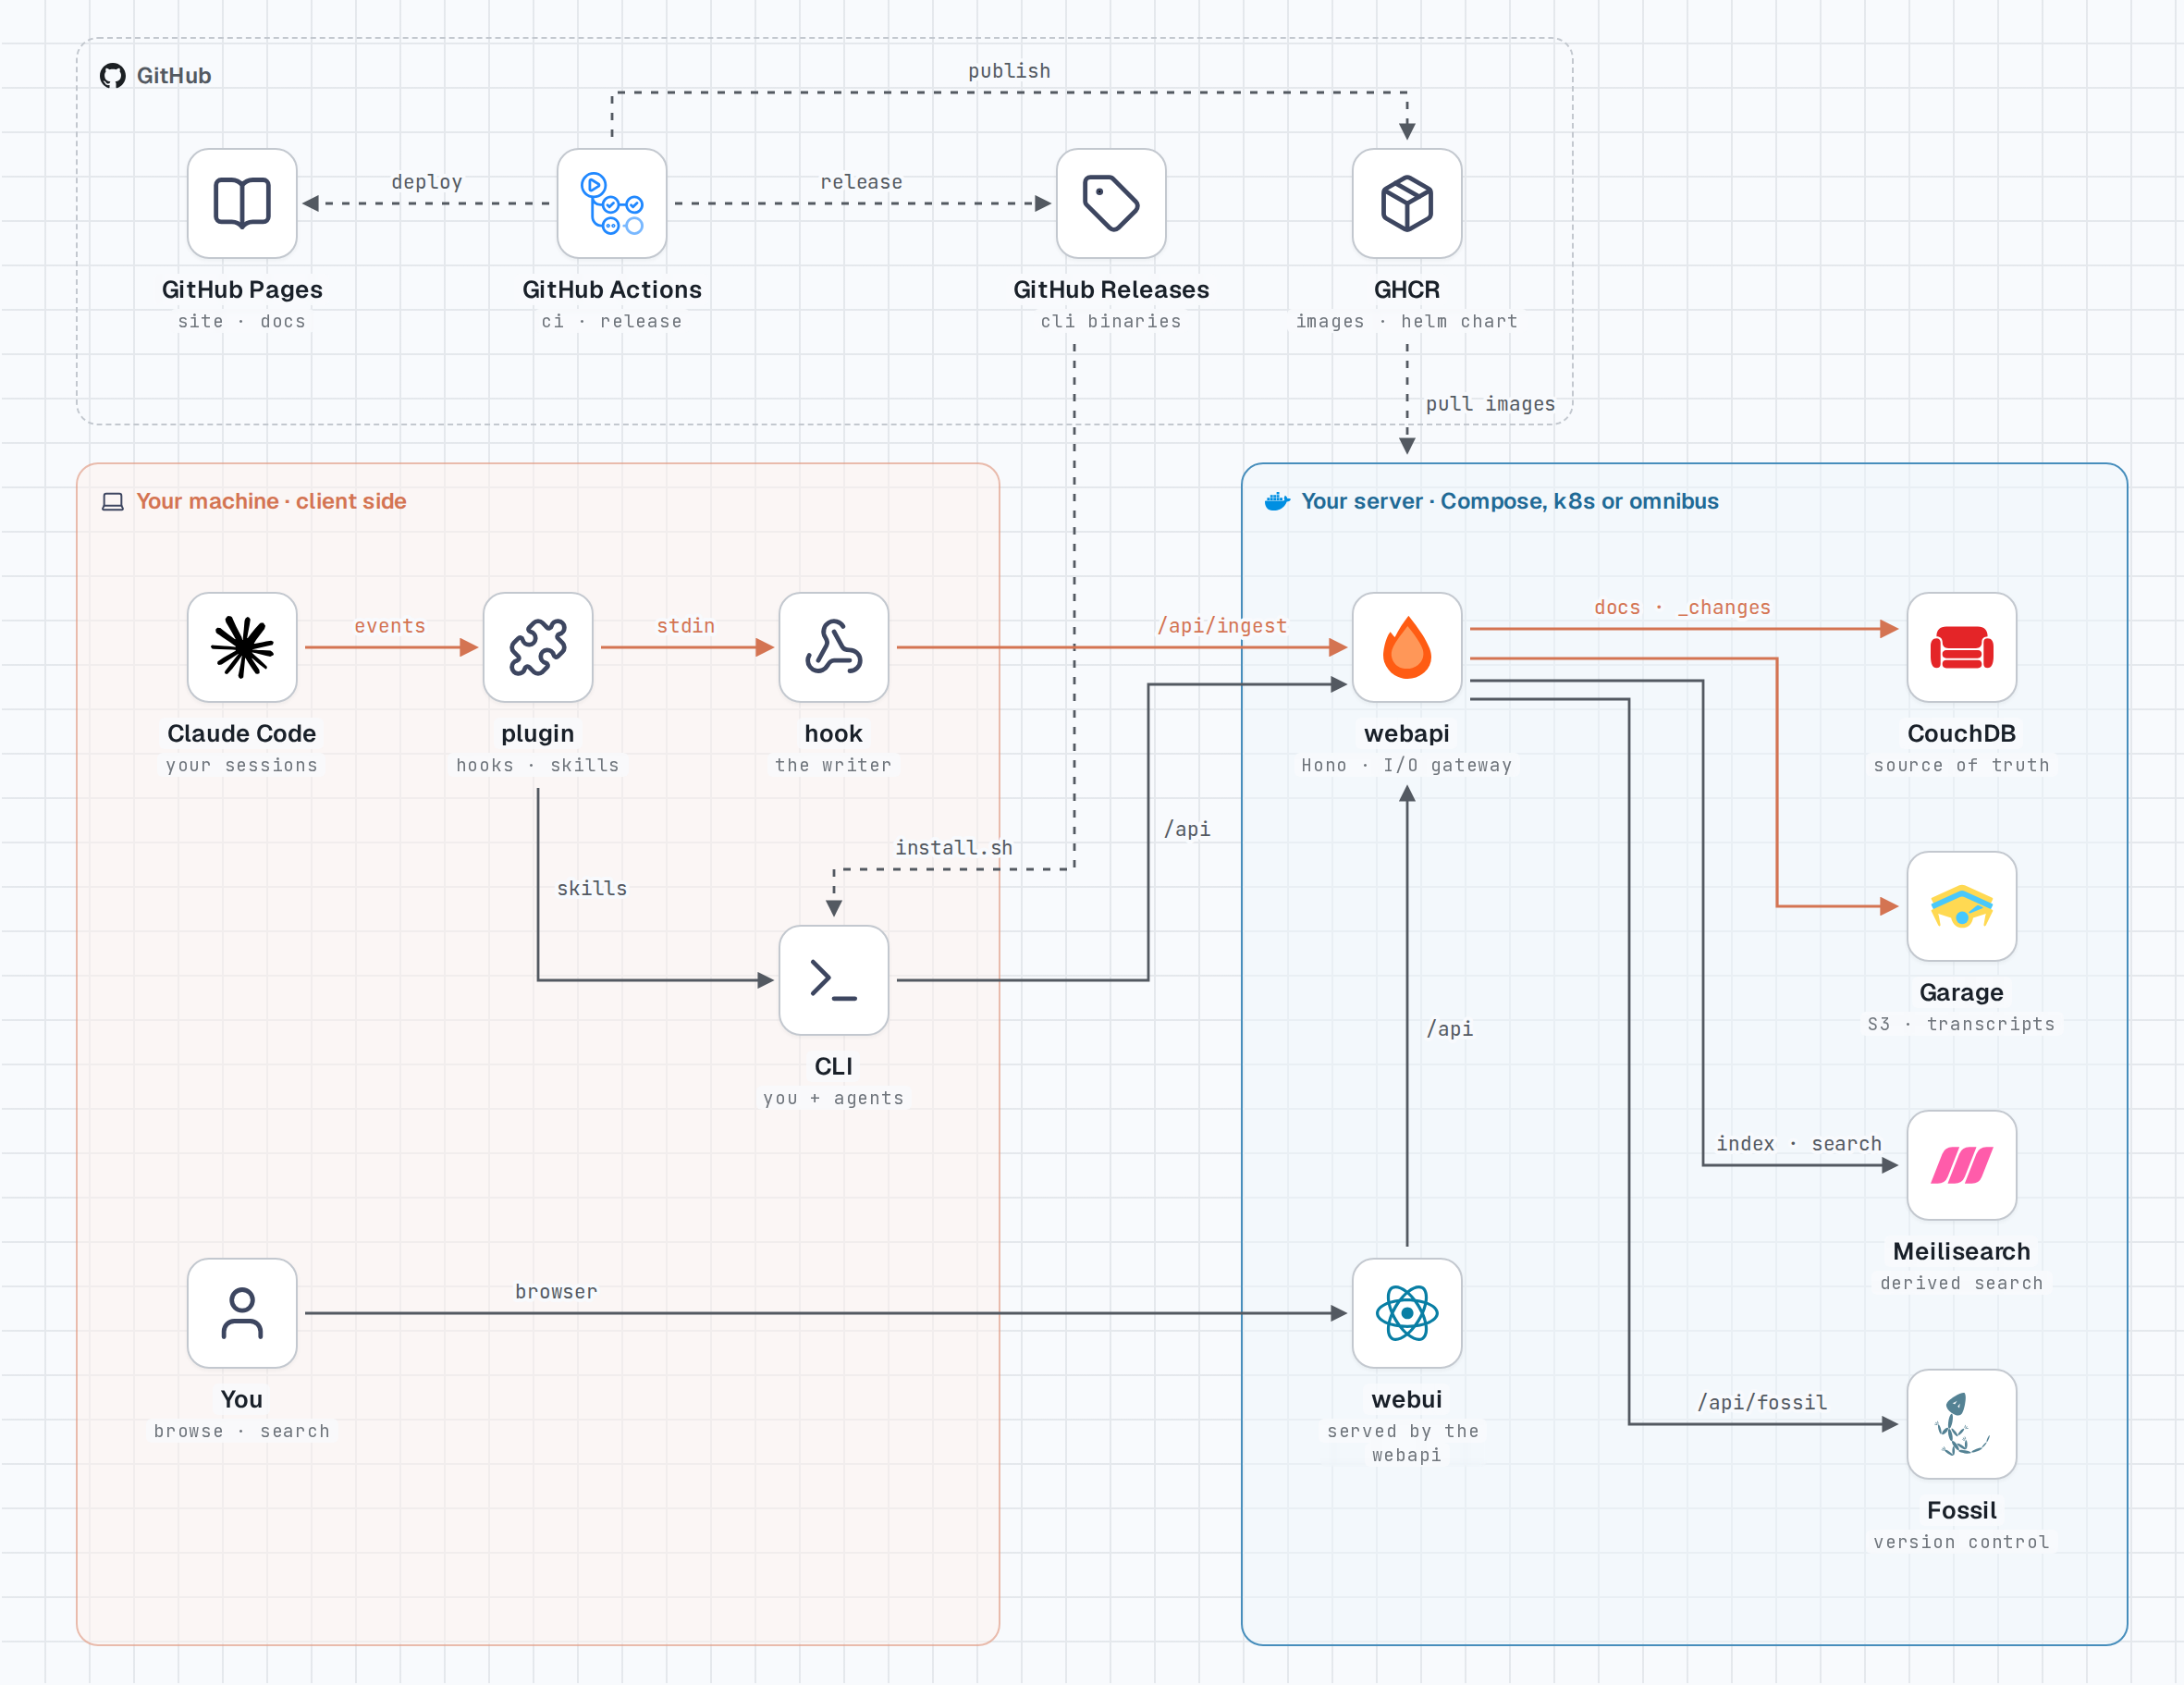 GitHub
publish
deploy
release
GitHub Pages
site · docs
GitHub Actions
ci · release
GitHub Releases
cli binaries
GHCR
images · helm chart
pull images
Your machine · client side
Your server · Compose, k8s or omnibus
events
stdin
/api/ingest
docs · _changes
Claude Code
your sessions
plugin
hooks · skills
hook
the writer
webapi
Hono · I/O gateway
CouchDB
source of truth
/api
install.sh
skills
Garage
S3 · transcripts
/api
CLI
you + agents
index · search
Meilisearch
derived search
browser
You
browse · search
webui
served by the
webapi
/api/fossil
Fossil
version control